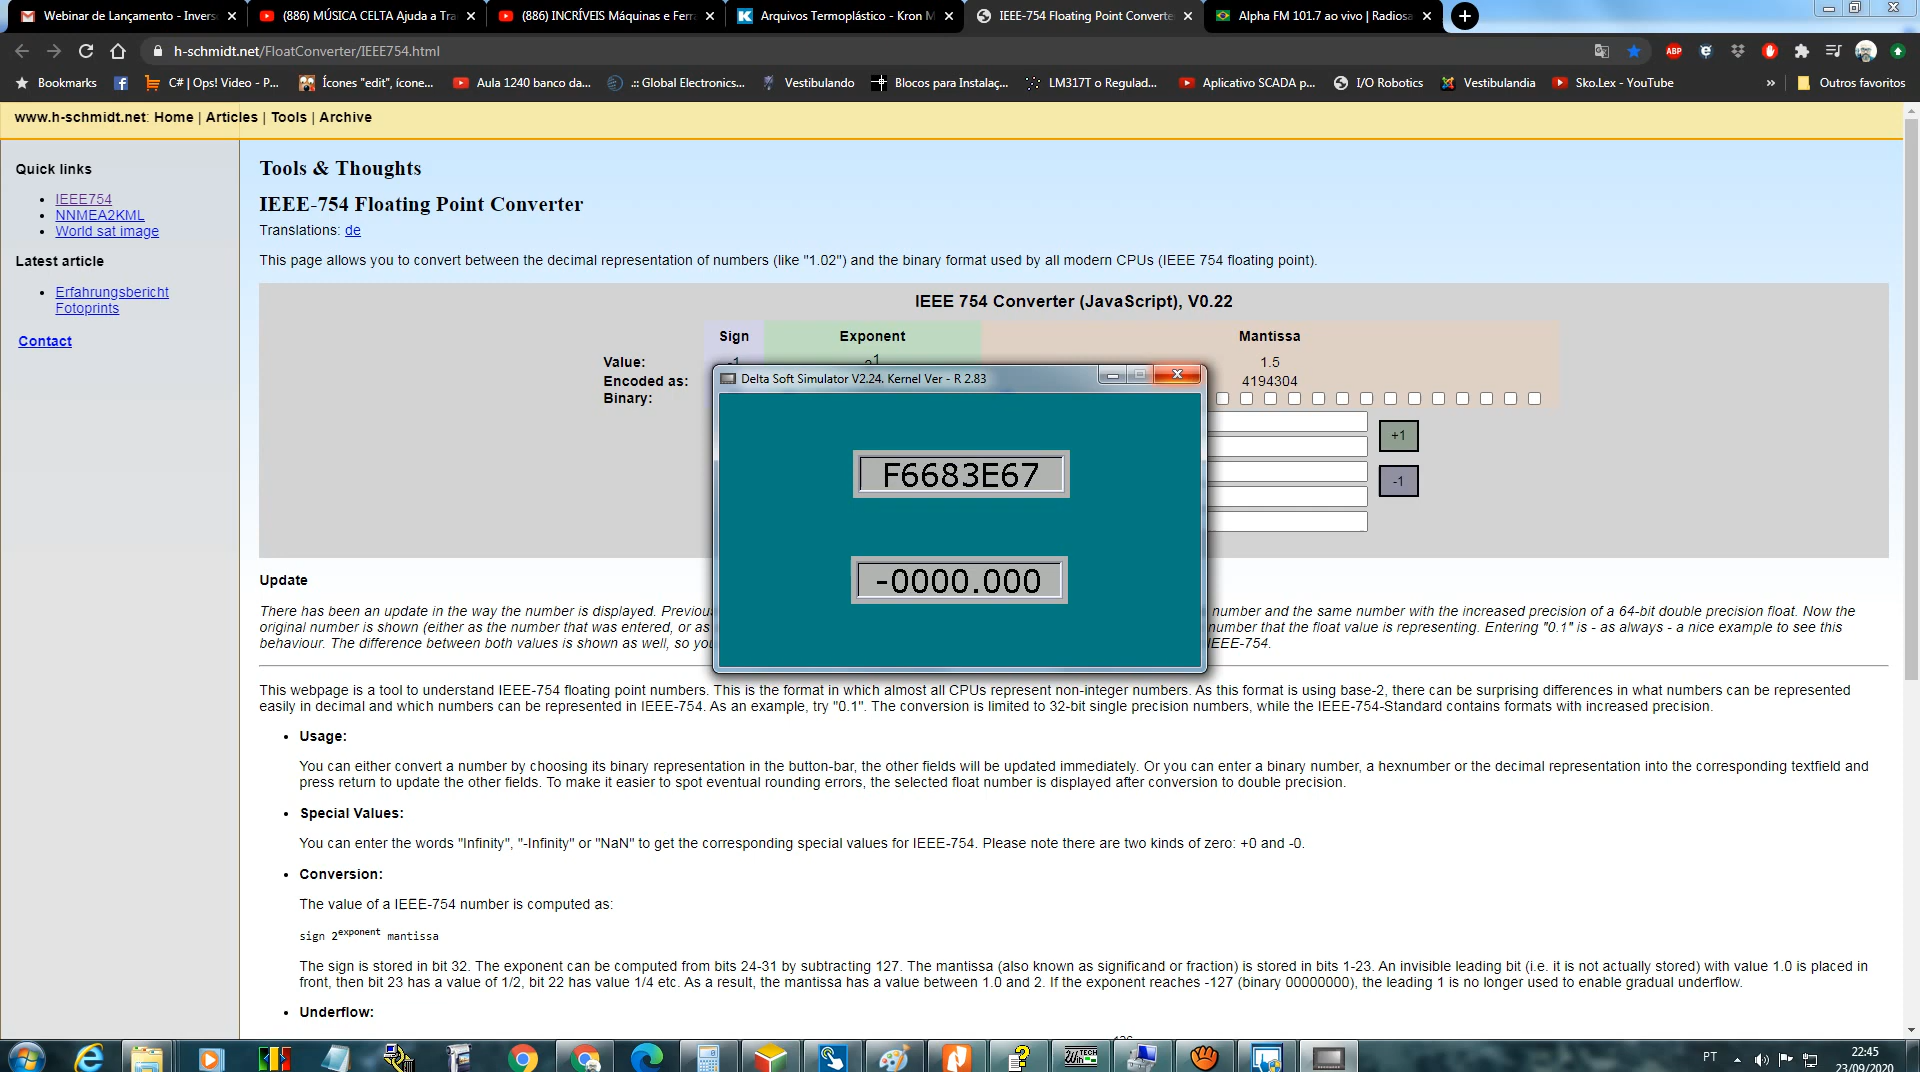 Webinar de Lançamento - Invers
(886) MÚSICA CELTA Ajuda a Tra
(886) INCRÍVEIS Máquinas e Ferra
Arquivos Termoplástico - Kron M
IEEE-754 Floating Point Converte
Alpha FM 101.7 ao vivo | Radiosa
h-schmidt.net/FloatConverter/IEEE754.html
ABP
Bookmarks
C# | Ops! Video - P...
Ícones "edit", ícone...
Aula 1240 banco da...
.:: Global Electronics...
Vestibulando
Blocos para Instalaç...
LM317T o Regulad...
Aplicativo SCADA p...
I/O Robotics
Vestibulandia
Sko.Lex - YouTube
»
Outros favoritos
www.h-schmidt.net: Home | Articles | Tools | Archive
Quick links
• IEEE754
• NNMEA2KML
• World sat image
Latest article
• Erfahrungsbericht
Fotoprints
Contact
Tools & Thoughts
IEEE-754 Floating Point Converter
Translations: de
This page allows you to convert between the decimal representation of numbers (like "1.02") and the binary format used by all modern CPUs (IEEE 754 floating point).
IEEE 754 Converter (JavaScript), V0.22
Sign Exponent Mantissa
Value: 1.5
Encoded as: 4194304
Binary:
+1
-1
Delta Soft Simulator V2.24. Kernel Ver - R 2.83
F6683E67
-0000.000
Update
There has been an update in the way the number is displayed. Previou number and the same number with the increased precision of a 64-bit double precision float. Now the
original number is shown (either as the number that was entered, or as number that the float value is representing. Entering "0.1" is - as always - a nice example to see this
behaviour. The difference between both values is shown as well, so yo IEEE-754.
This webpage is a tool to understand IEEE-754 floating point numbers. This is the format in which almost all CPUs represent non-integer numbers. As this format is using base-2, there can be surprising differences in what numbers can be represented
easily in decimal and which numbers can be represented in IEEE-754. As an example, try "0.1". The conversion is limited to 32-bit single precision numbers, while the IEEE-754-Standard contains formats with increased precision.
• Usage:
You can either convert a number by choosing its binary representation in the button-bar, the other fields will be updated immediately. Or you can enter a binary number, a hexnumber or the decimal representation into the corresponding textfield and
press return to update the other fields. To make it easier to spot eventual rounding errors, the selected float number is displayed after conversion to double precision.
• Special Values:
You can enter the words "Infinity", "-Infinity" or "NaN" to get the corresponding special values for IEEE-754. Please note there are two kinds of zero: +0 and -0.
• Conversion:
The value of a IEEE-754 number is computed as:
sign 2exponent mantissa
The sign is stored in bit 32. The exponent can be computed from bits 24-31 by subtracting 127. The mantissa (also known as significand or fraction) is stored in bits 1-23. An invisible leading bit (i.e. it is not actually stored) with value 1.0 is placed in
front, then bit 23 has a value of 1/2, bit 22 has value 1/4 etc. As a result, the mantissa has a value between 1.0 and 2. If the exponent reaches -127 (binary 00000000), the leading 1 is no longer used to enable gradual underflow.
• Underflow:
PT
22:45
23/09/2020